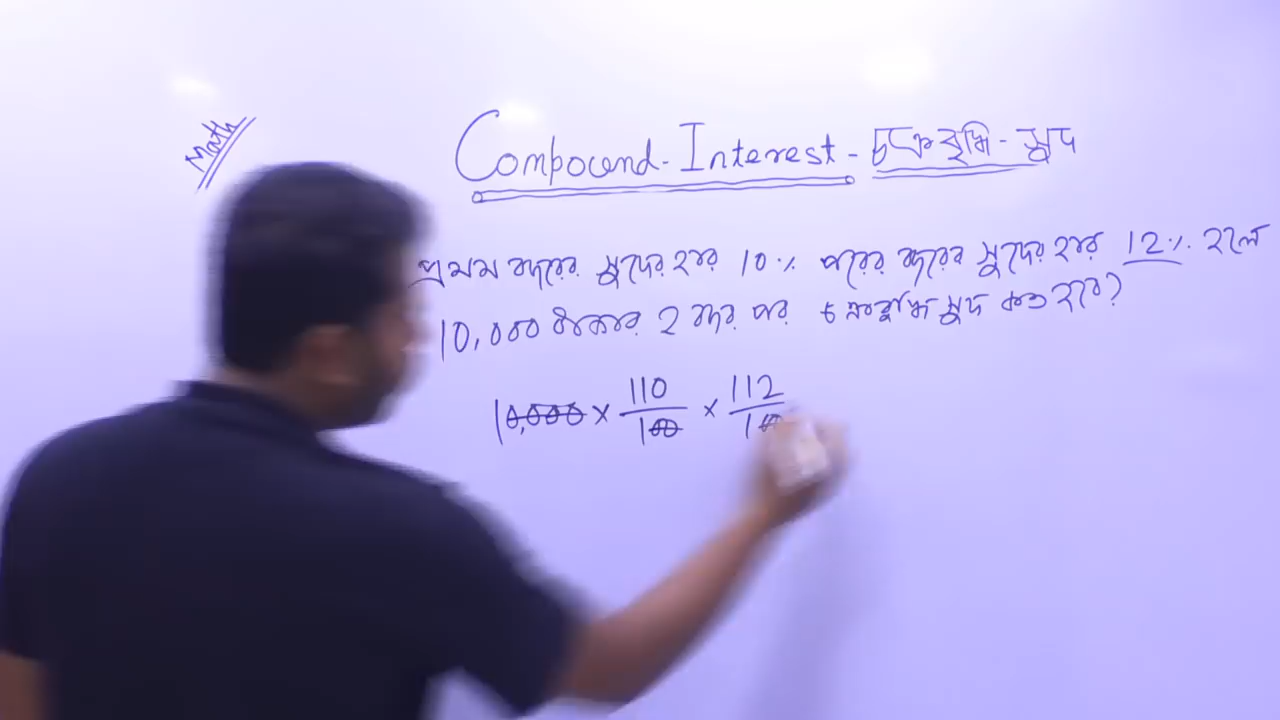 Math
Compound-Interest-চক্রবৃদ্ধি-সুদ
প্রথম বছরের সুদের হার 10% পরের বছরের সুদের হার 12% হলে
10,000 টাকার 2 বছর পর চক্রবৃদ্ধি সুদ কত হবে?
10,000 × 110/100 × 112/100